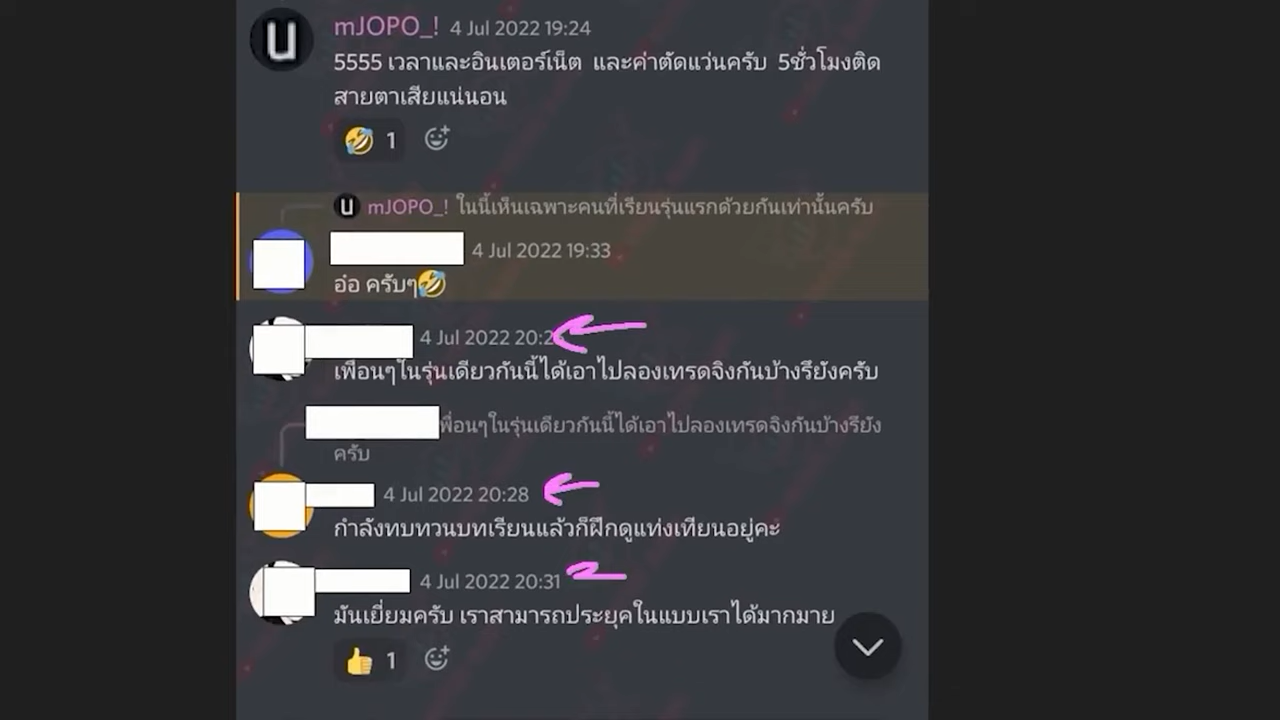 mJOPO_! 4 Jul 2022 19:24
5555 เวลาและอินเตอร์เน็ต และค่าตัดแว่นครับ 5ชั่วโมงติด
สายตาเสียแน่นอน
1
U mJOPO_! ในนี้เห็นเฉพาะคนที่เรียนรุ่นแรกด้วยกันเท่านั้นครับ
4 Jul 2022 19:33
อ๋อ ครับๆ
4 Jul 2022
เพื่อนๆในรุ่นเดียวกันนี้ได้เอาไปลองเทรดจิงกันบ้างรึยังครับ
พื่อนๆในรุ่นเดียวกันนี้ได้เอาไปลองเทรดจิงกันบ้างรึยัง
ครับ
4 Jul 2022 20:28
กำลังทบทวนบทเรียนแล้วก็ฝึกดูแท่งเทียนอยู่คะ
4 Jul 2022 20:31
มันเยี่ยมครับ เราสามารถประยุคในแบบเราได้มากมาย
1